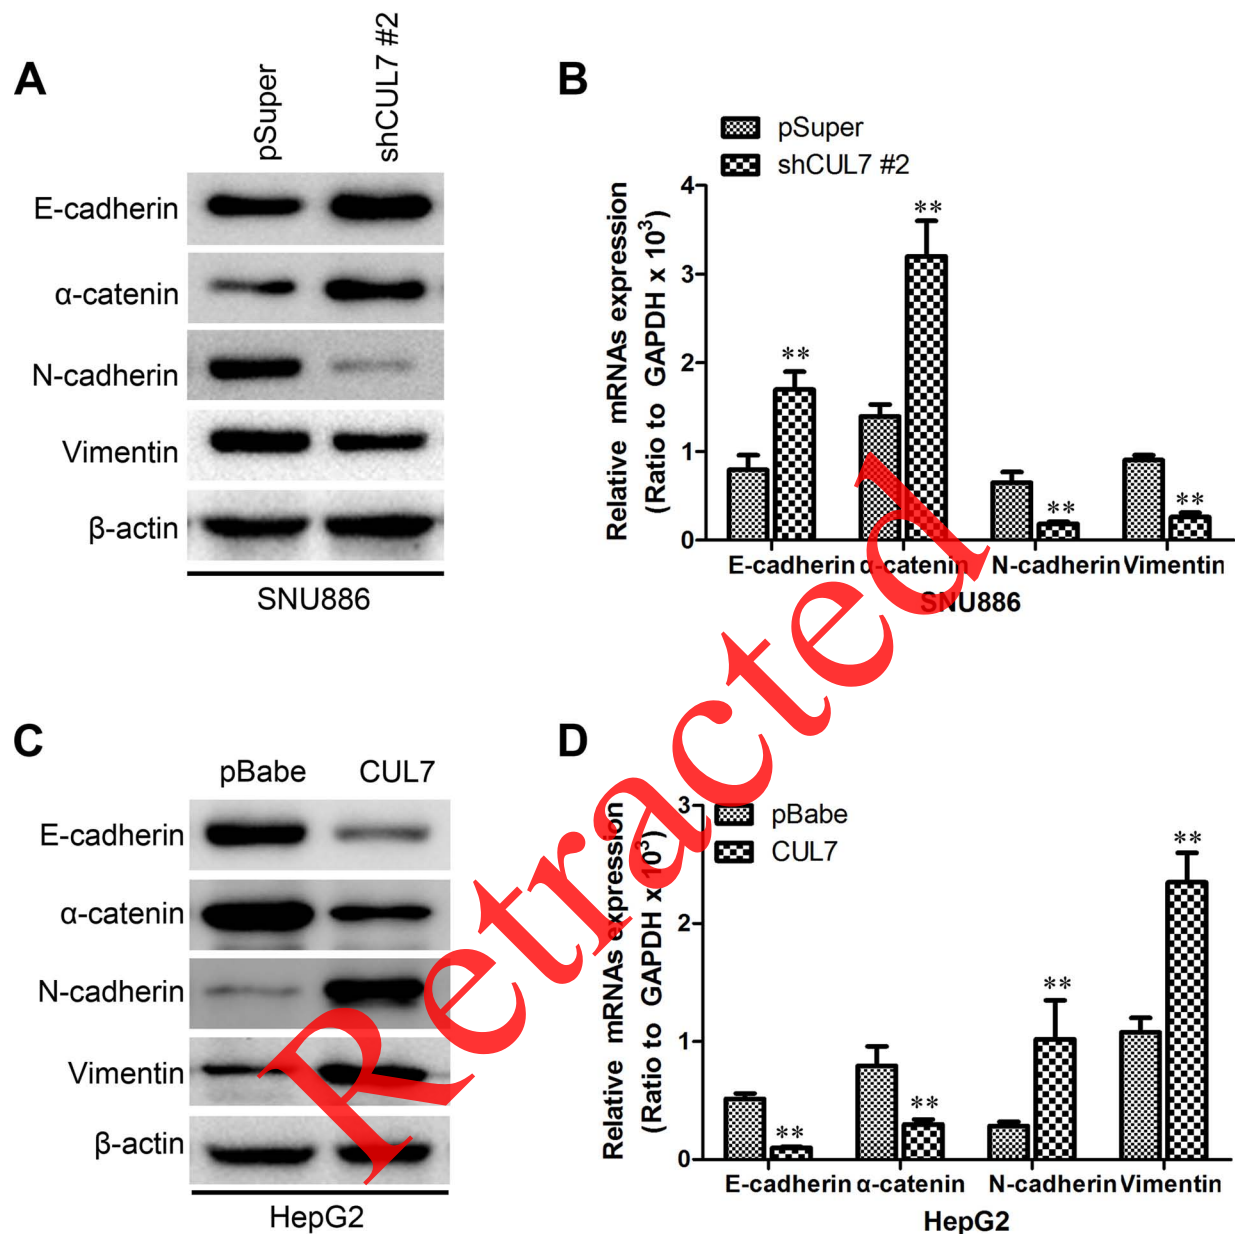 A
pSuper
shCUL7 #2
E-cadherin
α-catenin
N-cadherin
Vimentin
β-actin
SNU886
B
pSuper
shCUL7 #2
Relative mRNAs expression
(Ratio to GAPDH x 10³)
4
3
2
1
0
**
**
**
**
E-cadherin α-catenin N-cadherin Vimentin
SNU886
C
pBabe CUL7
E-cadherin
α-catenin
N-cadherin
Vimentin
β-actin
HepG2
D
pBabe
CUL7
Relative mRNAs expression
(Ratio to GAPDH x 10³)
3
2
1
0
**
**
**
**
E-cadherin α-catenin N-cadherin Vimentin
HepG2
Retracted